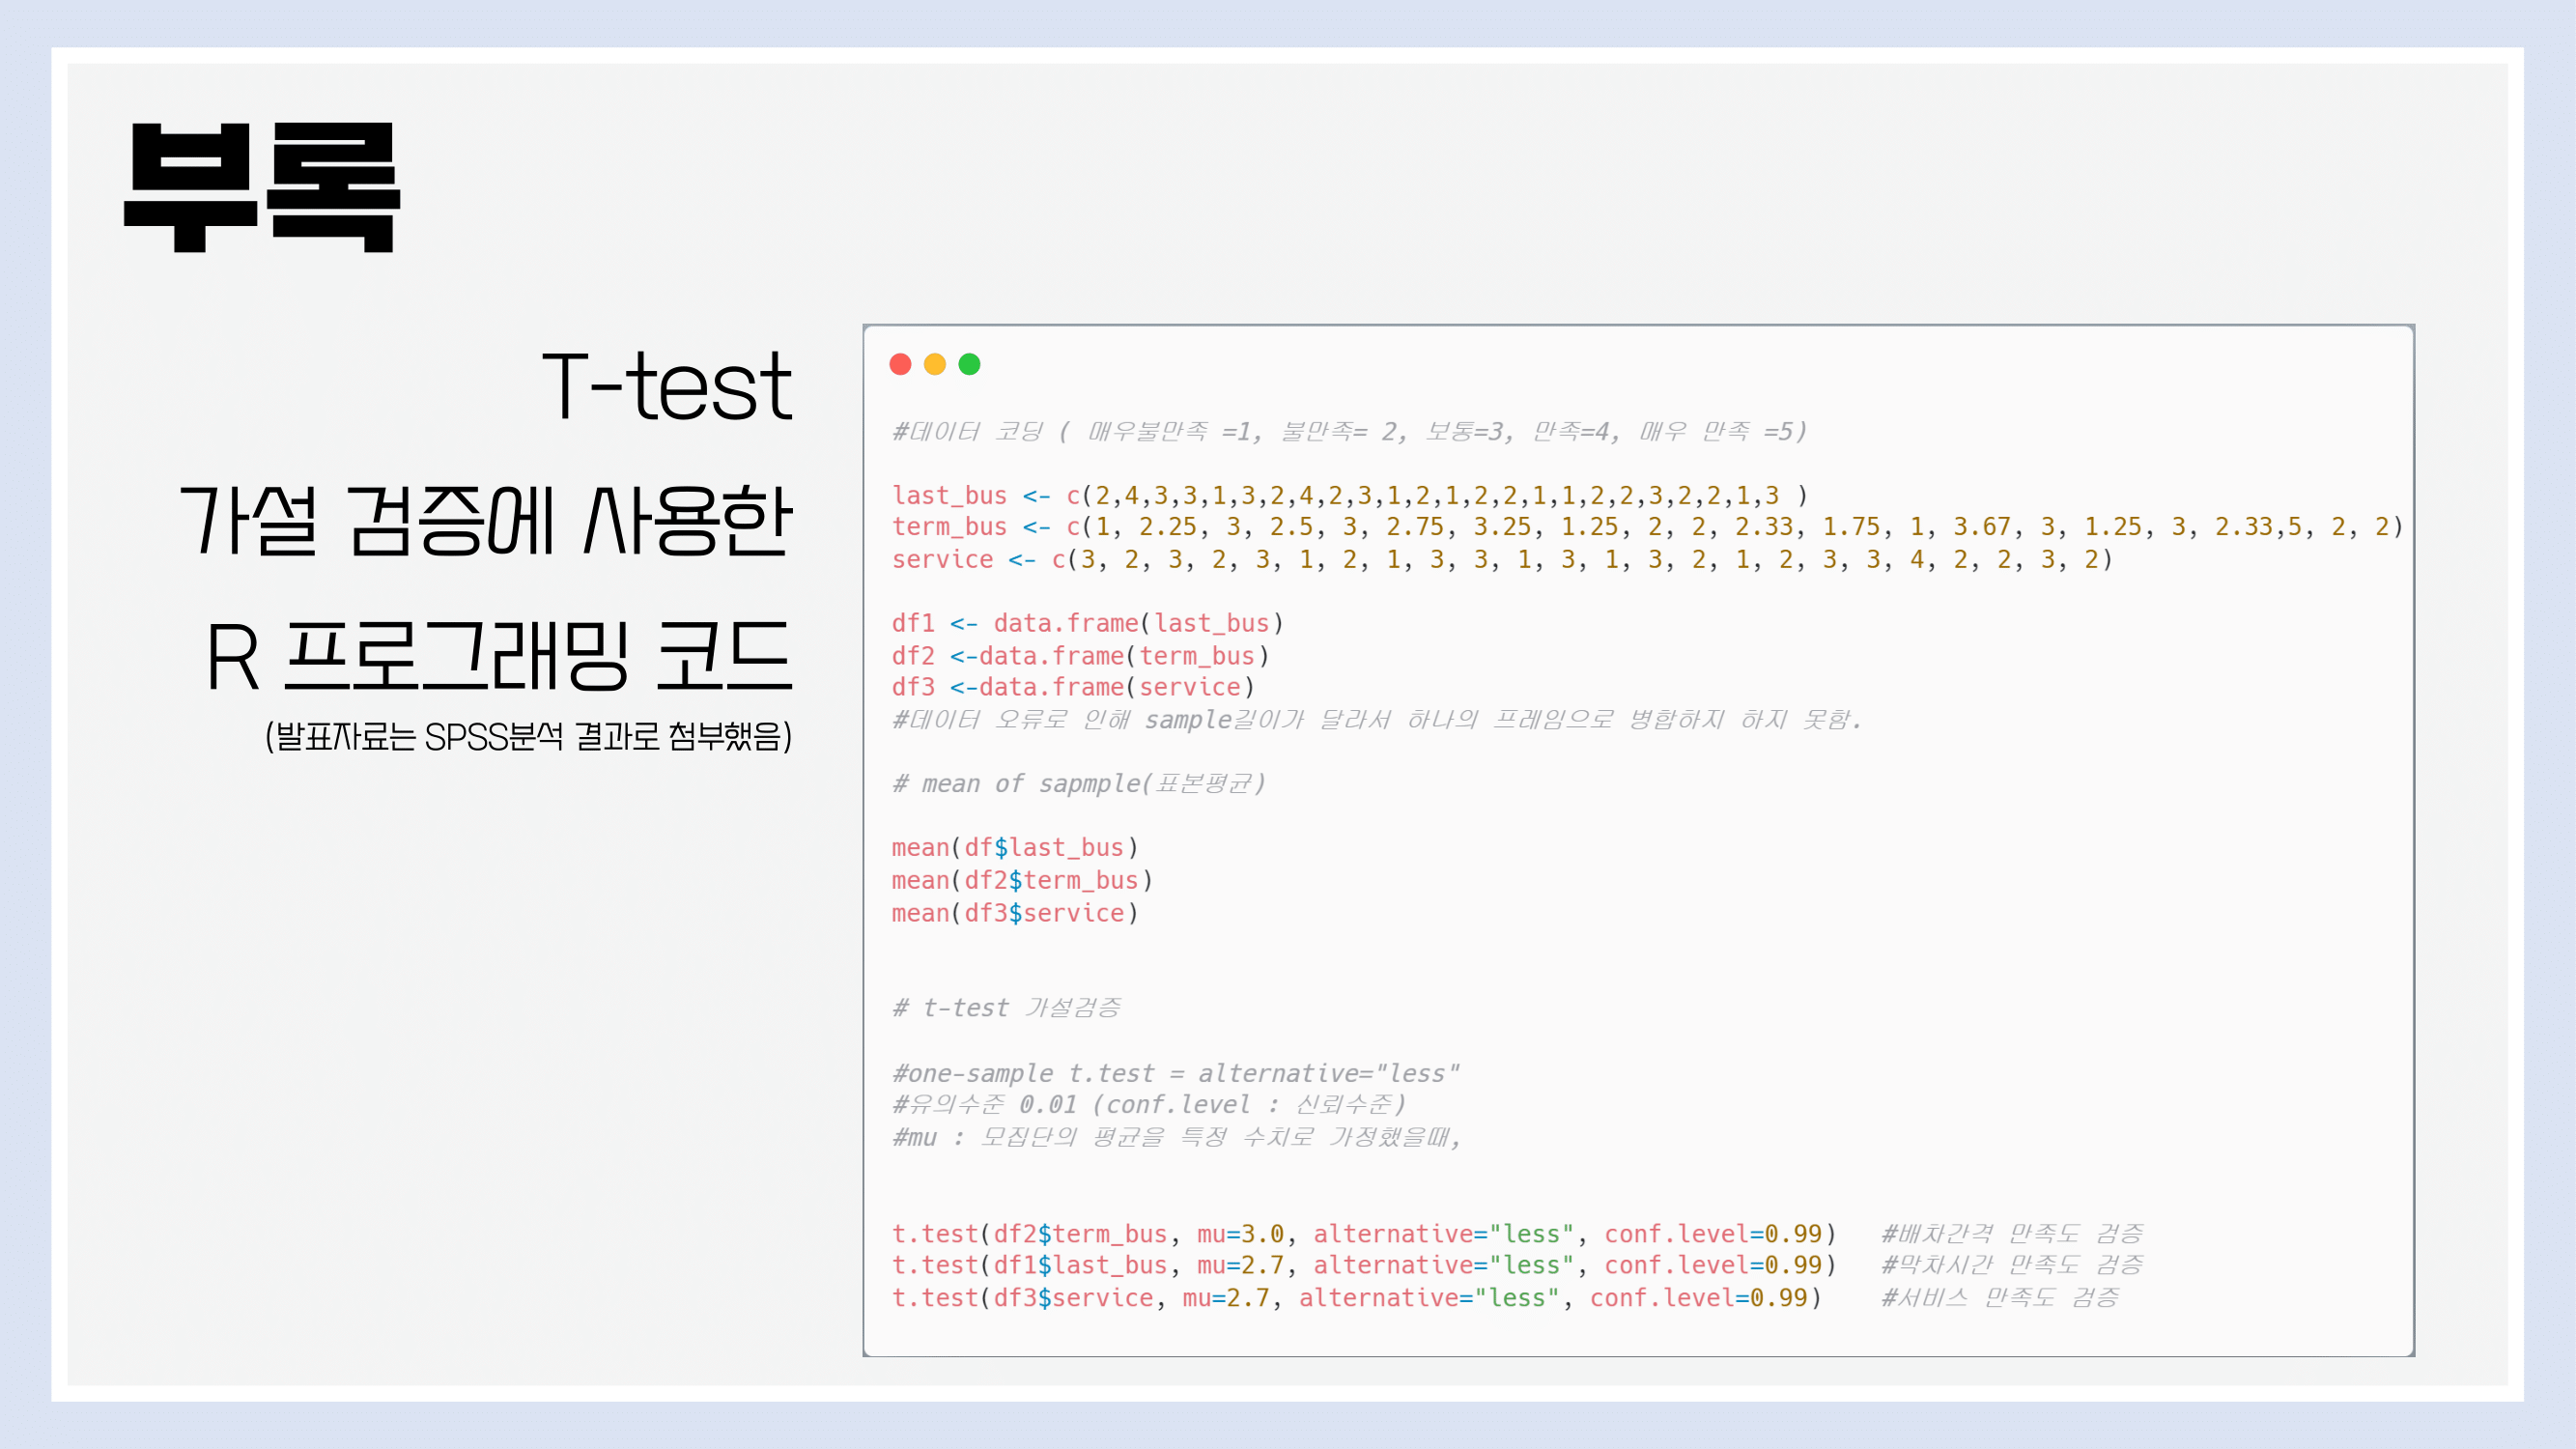 부록
T-test
가설 검증에 사용한
R 프로그래밍 코드
(발표자료는 SPSS분석 결과로 첨부했음)
#데이터 코딩 ( 매우불만족 =1, 불만족= 2, 보통=3, 만족=4, 매우 만족 =5)
last_bus <- c(2,4,3,3,1,3,2,4,2,3,1,2,1,2,2,1,1,2,2,3,2,2,1,3 )
term_bus <- c(1, 2.25, 3, 2.5, 3, 2.75, 3.25, 1.25, 2, 2, 2.33, 1.75, 1, 3.67, 3, 1.25, 3, 2.33,5, 2, 2)
service <- c(3, 2, 3, 2, 3, 1, 2, 1, 3, 3, 1, 3, 1, 3, 2, 1, 2, 3, 3, 4, 2, 2, 3, 2)
df1 <- data.frame(last_bus)
df2 <-data.frame(term_bus)
df3 <-data.frame(service)
#데이터 오류로 인해 sample길이가 달라서 하나의 프레임으로 병합하지 하지 못함.
# mean of sapmple(표본평균)
mean(df$last_bus)
mean(df2$term_bus)
mean(df3$service)
# t-test 가설검증
#one-sample t.test = alternative="less"
#유의수준 0.01 (conf.level : 신뢰수준)
#mu : 모집단의 평균을 특정 수치로 가정했을때,
t.test(df2$term_bus, mu=3.0, alternative="less", conf.level=0.99)   #배차간격 만족도 검증
t.test(df1$last_bus, mu=2.7, alternative="less", conf.level=0.99)   #막차시간 만족도 검증
t.test(df3$service, mu=2.7, alternative="less", conf.level=0.99)    #서비스 만족도 검증